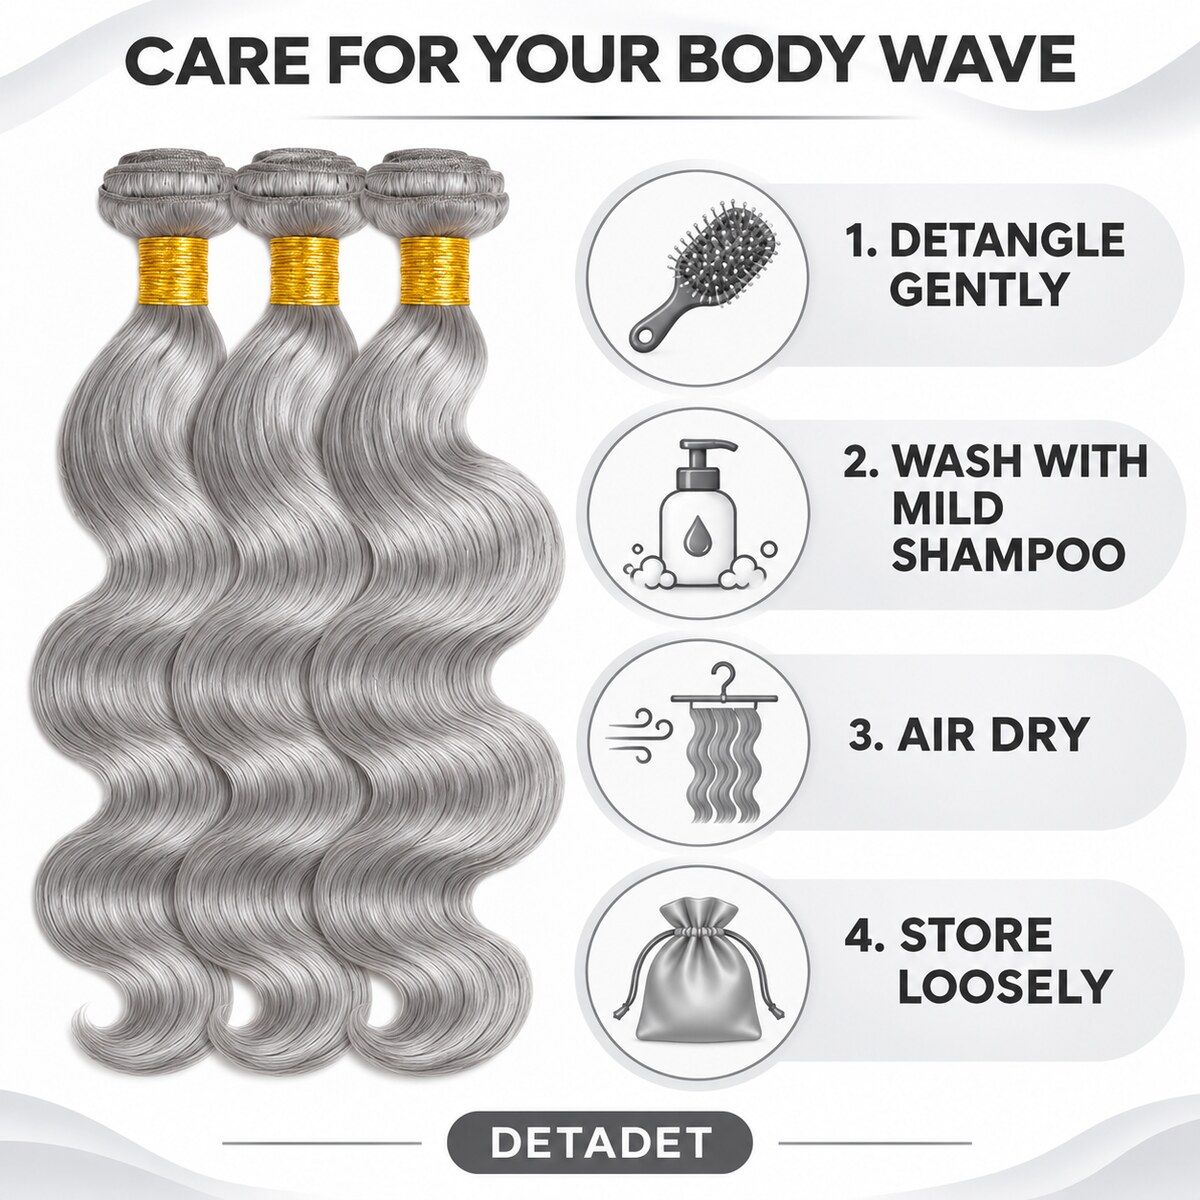 CARE FOR YOUR BODY WAVE
1. DETANGLE
GENTLY
2. WASH WITH
MILD
SHAMPOO
3. AIR DRY
4. STORE
LOOSELY
DETADET